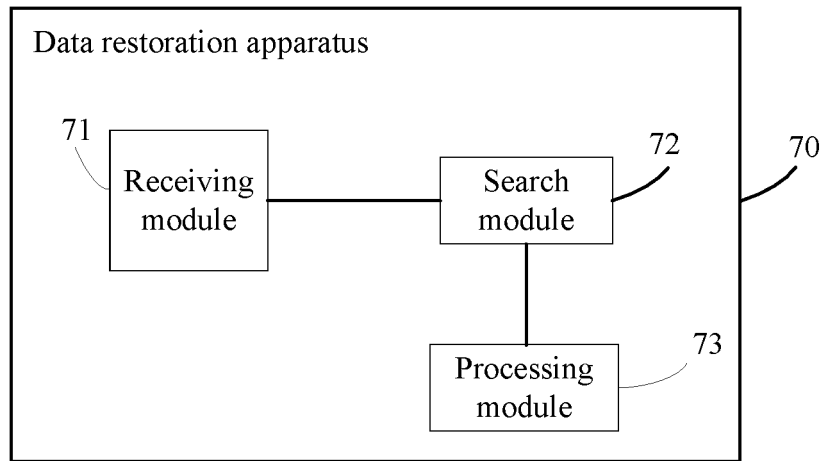 Data restoration apparatus
71
Receiving
module
Search
module
72
70
Processing
module
73